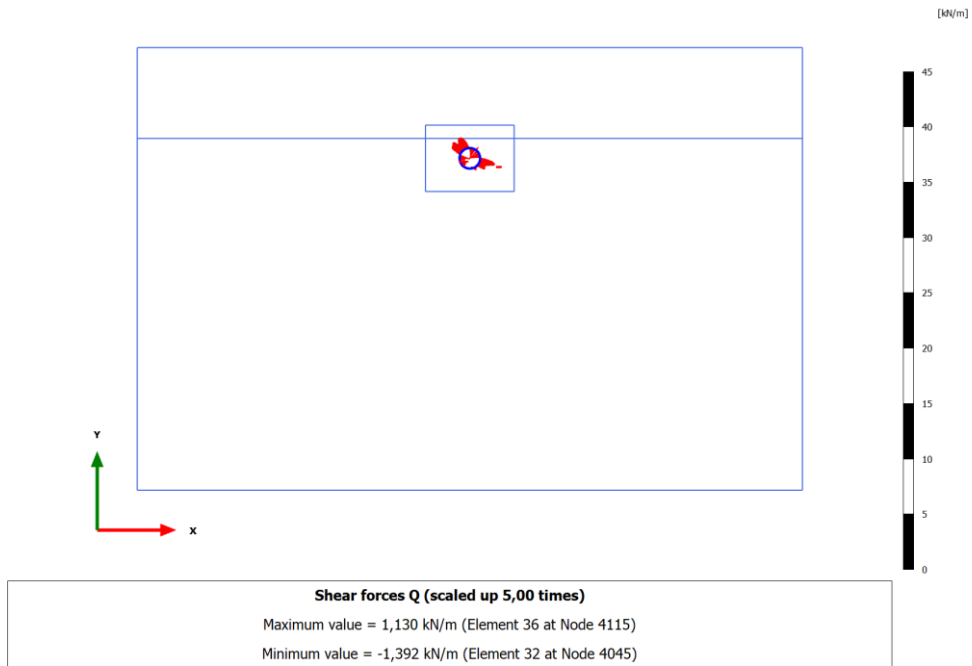 [kN/m]
45
40
35
30
25
20
15
10
5
0
Y
X
Shear forces Q (scaled up 5,00 times)
Maximum value = 1,130 kN/m (Element 36 at Node 4115)
Minimum value = -1,392 kN/m (Element 32 at Node 4045)